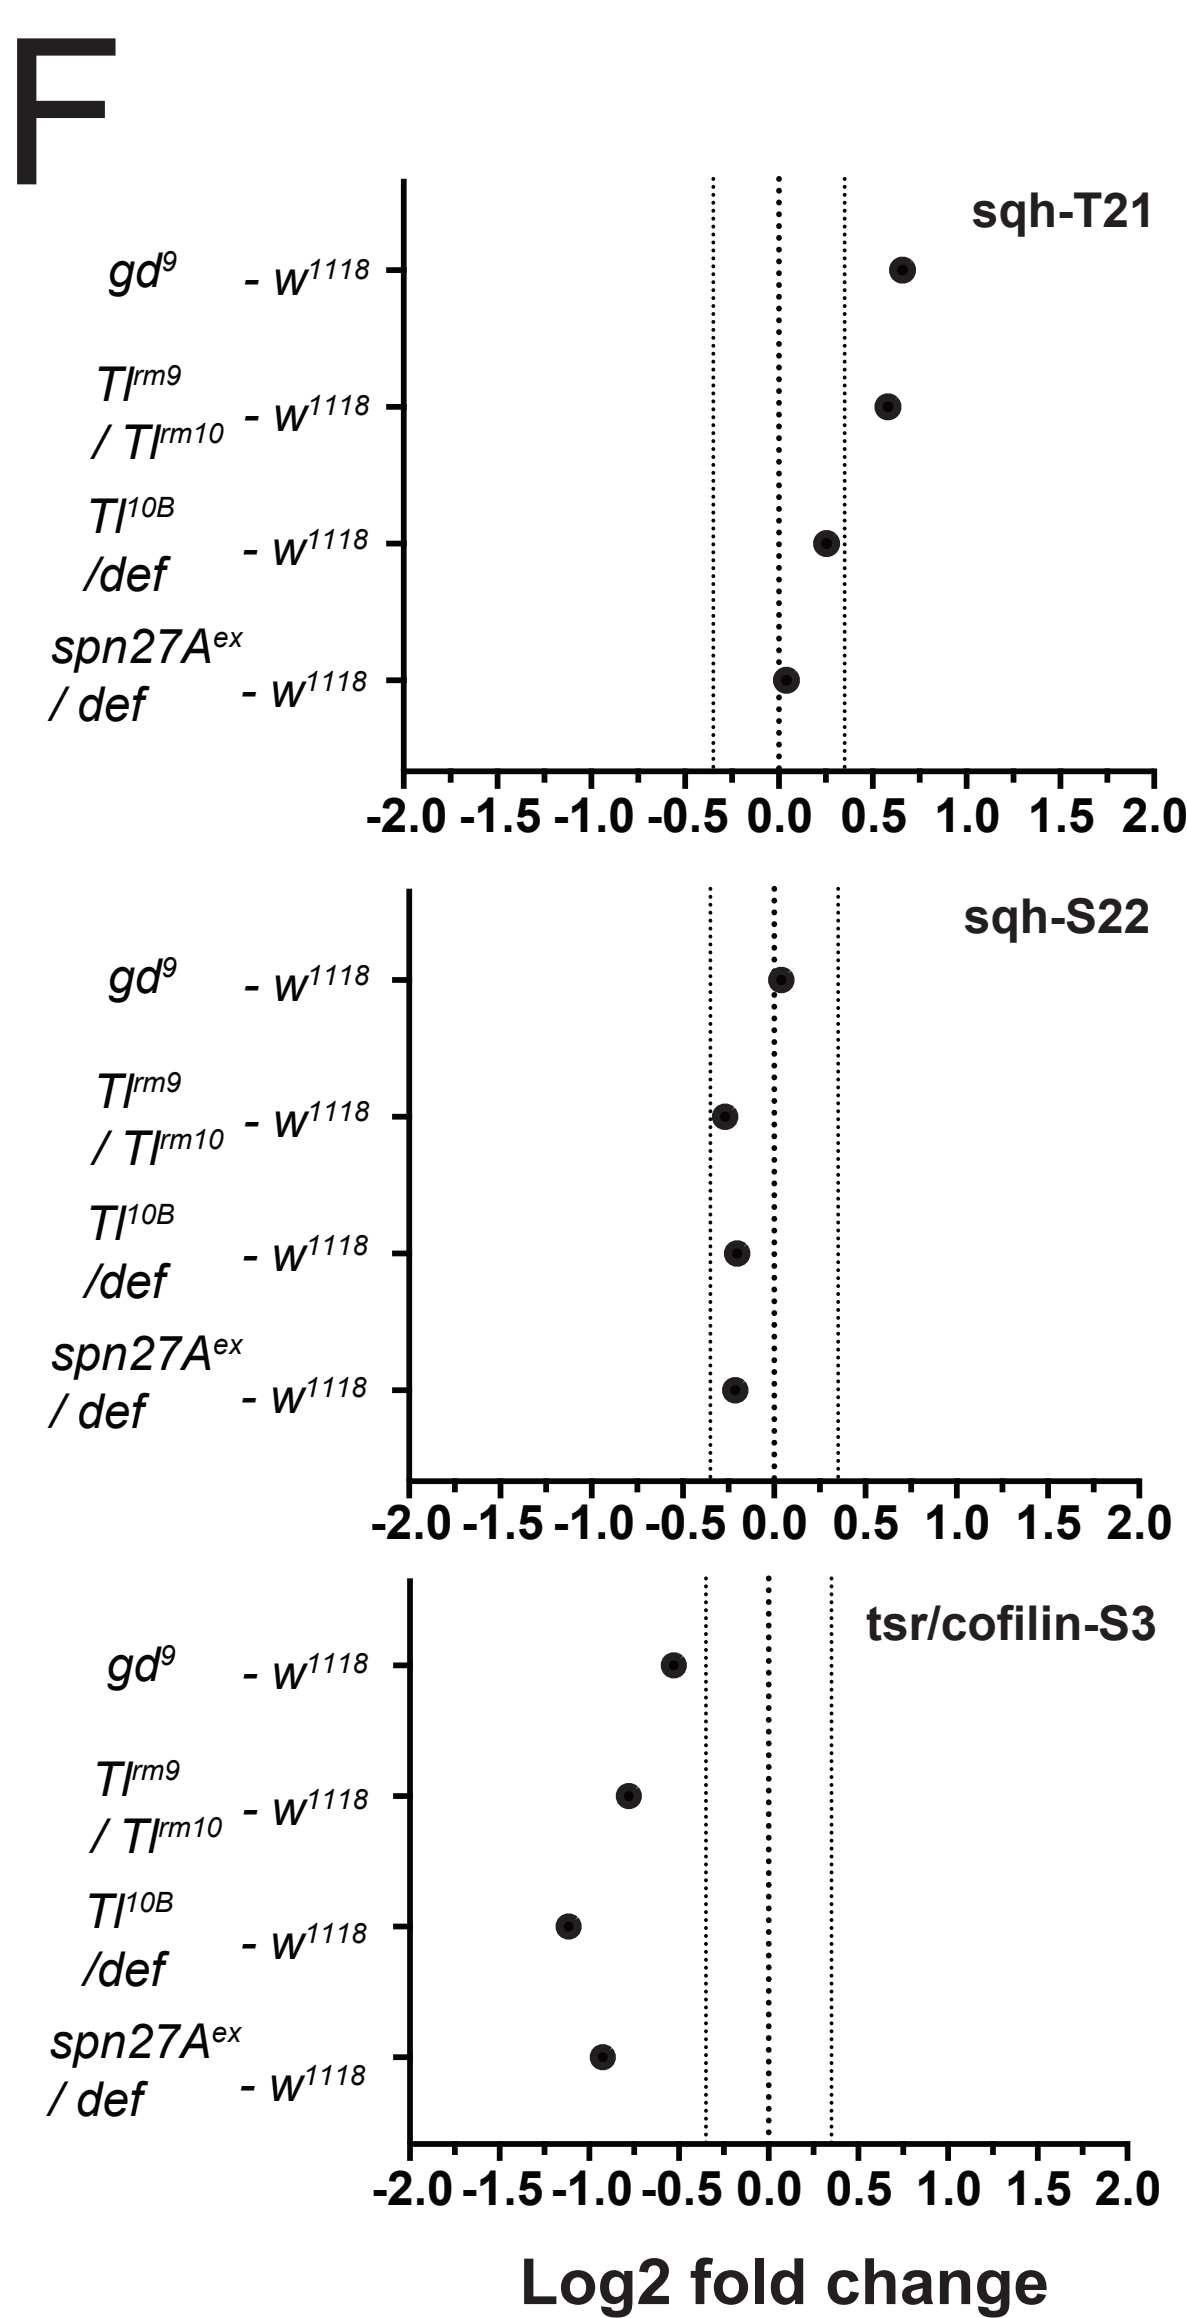 F
sqh-T21
gd⁹ - w¹¹¹⁸
Tlʳᵐ⁹
/ Tlʳᵐ¹⁰ - w¹¹¹⁸
Tl¹⁰ᴮ
/def - w¹¹¹⁸
spn27Aᵉˣ
/ def - w¹¹¹⁸
-2.0 -1.5 -1.0 -0.5 0.0 0.5 1.0 1.5 2.0
sqh-S22
gd⁹ - w¹¹¹⁸
Tlʳᵐ⁹
/ Tlʳᵐ¹⁰ - w¹¹¹⁸
Tl¹⁰ᴮ
/def - w¹¹¹⁸
spn27Aᵉˣ
/ def - w¹¹¹⁸
-2.0 -1.5 -1.0 -0.5 0.0 0.5 1.0 1.5 2.0
tsr/cofilin-S3
gd⁹ - w¹¹¹⁸
Tlʳᵐ⁹
/ Tlʳᵐ¹⁰ - w¹¹¹⁸
Tl¹⁰ᴮ
/def - w¹¹¹⁸
spn27Aᵉˣ
/ def - w¹¹¹⁸
-2.0 -1.5 -1.0 -0.5 0.0 0.5 1.0 1.5 2.0
Log2 fold change